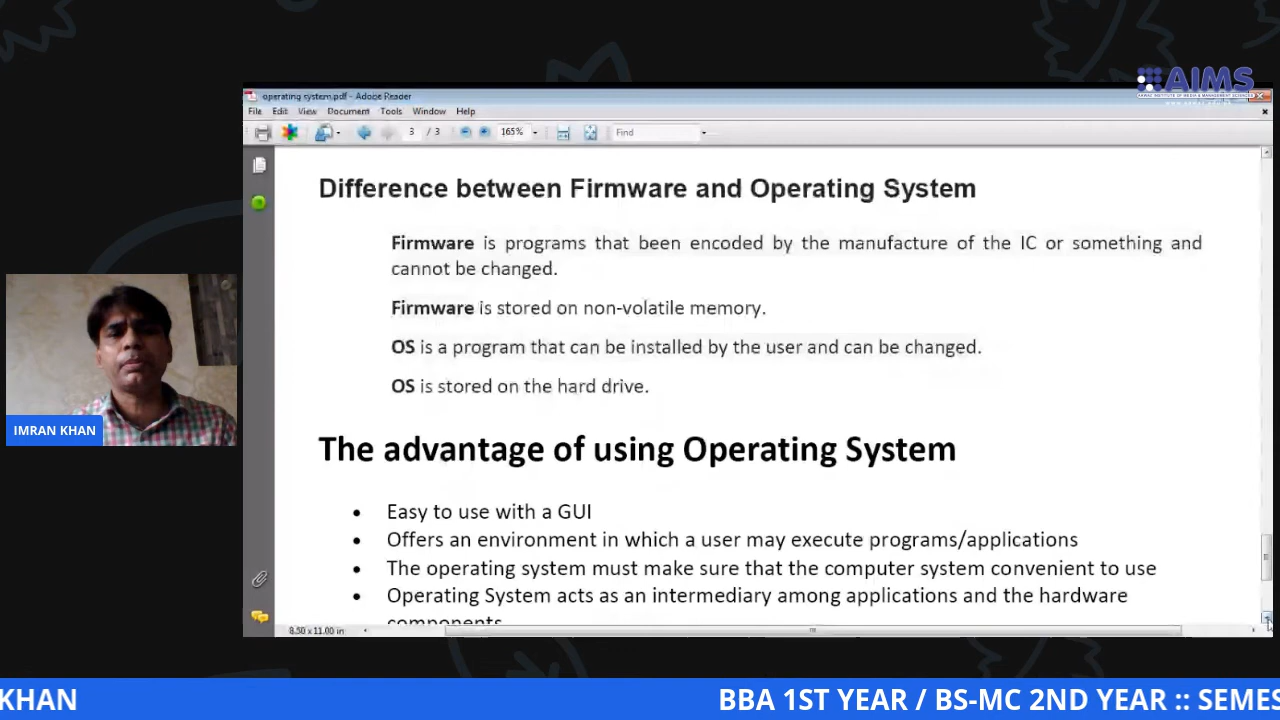 AIMS
operating system.pdf - Adobe Reader
File Edit View Document Tools Window Help
3 / 3 165% Find
Difference between Firmware and Operating System
Firmware is programs that been encoded by the manufacture of the IC or something and
cannot be changed.
Firmware is stored on non-volatile memory.
OS is a program that can be installed by the user and can be changed.
OS is stored on the hard drive.
The advantage of using Operating System
• Easy to use with a GUI
• Offers an environment in which a user may execute programs/applications
• The operating system must make sure that the computer system convenient to use
• Operating System acts as an intermediary among applications and the hardware
components
8.50 x 11.00 in
IMRAN KHAN
KHAN BBA 1ST YEAR / BS-MC 2ND YEAR :: SEMES